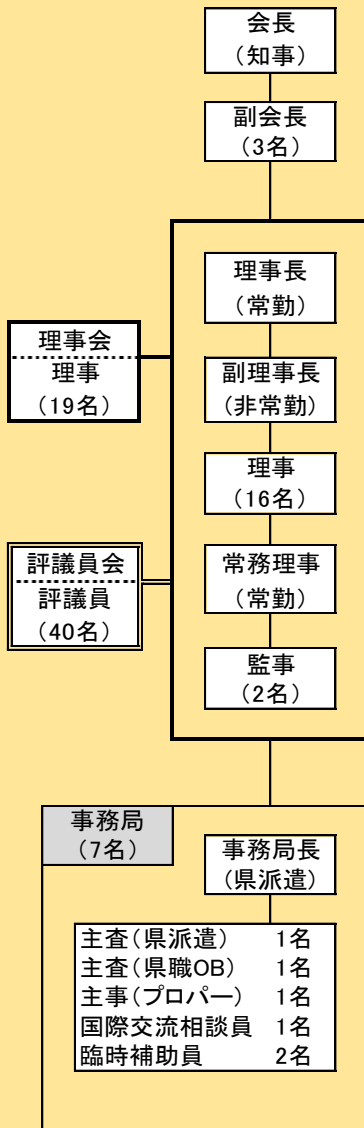 会長
(知事)
副会長
(3名)
理事長
(常勤)
理事会
理事
(19名)
副理事長
(非常勤)
理事
(16名)
評議員会
評議員
(40名)
常務理事
(常勤)
監事
(2名)
事務局
(7名)
事務局長
(県派遣)
主査(県派遣) 1名
主査(県職OB) 1名
主事(プロパー) 1名
国際交流相談員 1名
臨時補助員 2名